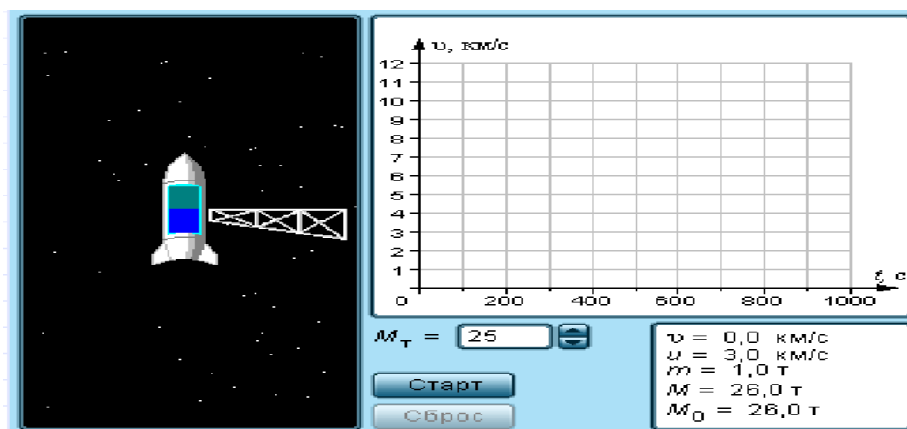 υ, км/с
12
11
10
9
8
7
6
5
4
3
2
1
0 200 400 600 800 1000
t, с
Mт = 25
Старт
Сброс
υ = 0,0 км/с
u = 3,0 км/с
m = 1,0 т
M = 26,0 т
M0 = 26,0 т